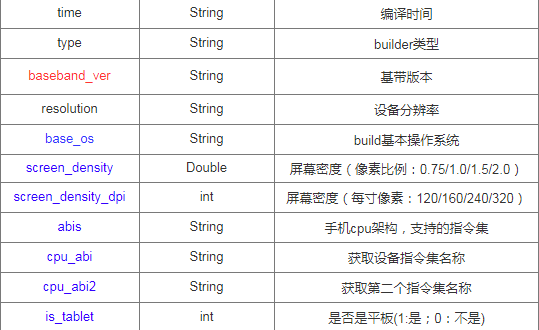 time String 编译时间
type String builder类型
baseband_ver String 基带版本
resolution String 设备分辨率
base_os String build基本操作系统
screen_density Double 屏幕密度（像素比例：0.75/1.0/1.5/2.0）
screen_density_dpi int 屏幕密度（每寸像素：120/160/240/320）
abis String 手机cpu架构，支持的指令集
cpu_abi String 获取设备指令集名称
cpu_abi2 String 获取第二个指令集名称
is_tablet int 是否是平板(1:是；0：不是)